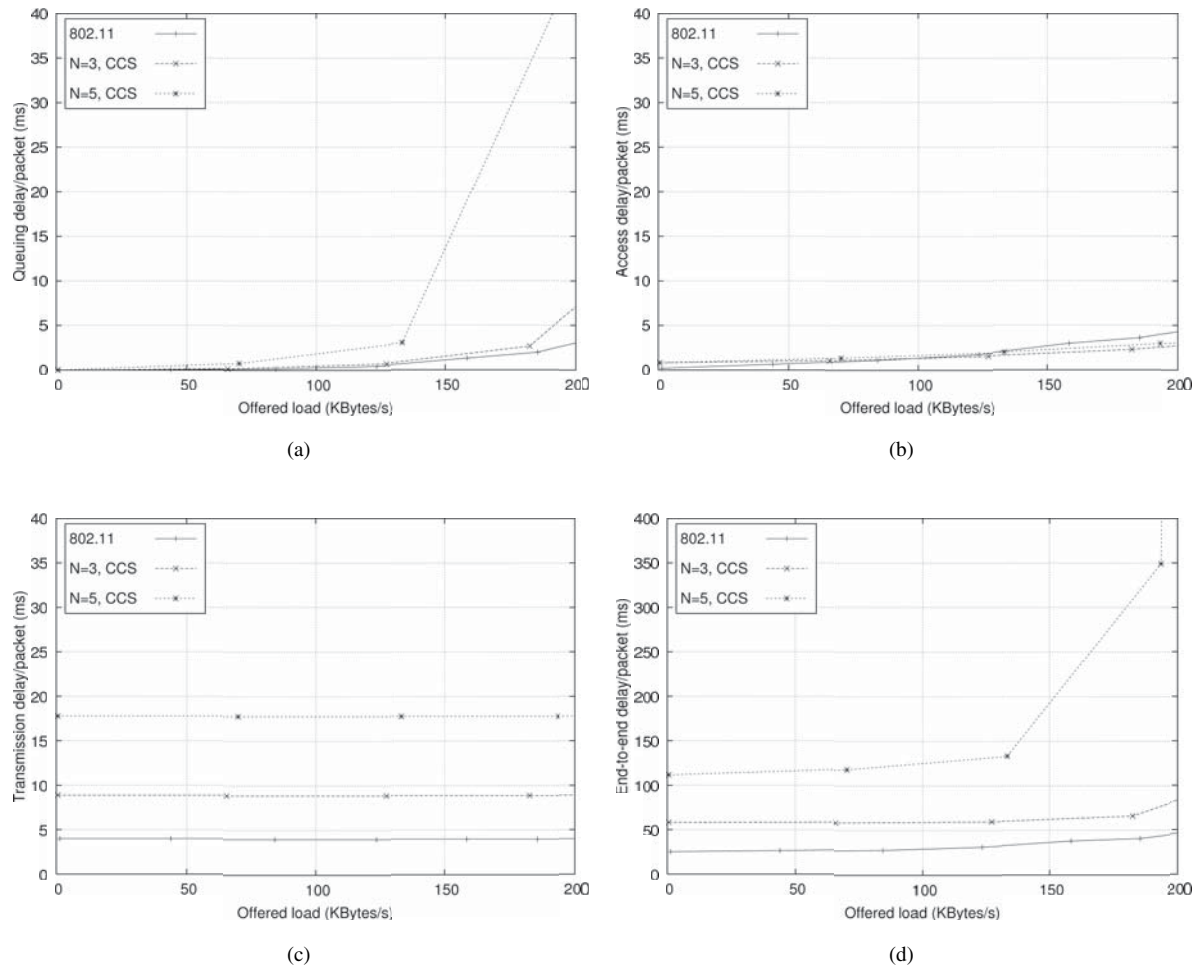 40
35
30
25
20
15
10
5
0
Queuing delay/packet (ms)
802.11
N=3, CCS
N=5, CCS
0 50 100 150 200
Offered load (KBytes/s)
(a)
40
35
30
25
20
15
10
5
0
Access delay/packet (ms)
802.11
N=3, CCS
N=5, CCS
0 50 100 150 200
Offered load (KBytes/s)
(b)
40
35
30
25
20
15
10
5
0
Transmission delay/packet (ms)
802.11
N=3, CCS
N=5, CCS
0 50 100 150 200
Offered load (KBytes/s)
(c)
400
350
300
250
200
150
100
50
0
End-to-end delay/packet (ms)
802.11
N=3, CCS
N=5, CCS
0 50 100 150 200
Offered load (KBytes/s)
(d)